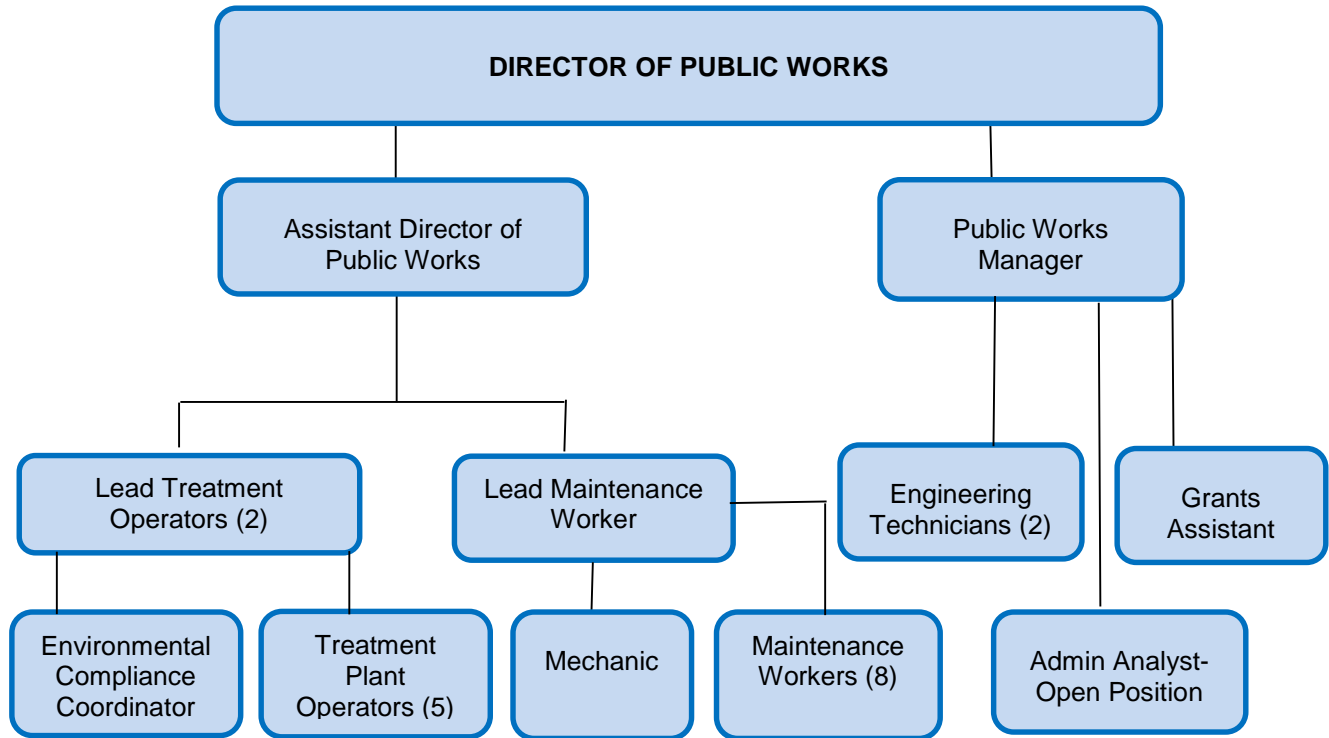 DIRECTOR OF PUBLIC WORKS
Assistant Director of
Public Works
Public Works
Manager
Lead Treatment
Operators (2)
Lead Maintenance
Worker
Engineering
Technicians (2)
Grants
Assistant
Environmental
Compliance
Coordinator
Treatment
Plant
Operators (5)
Mechanic
Maintenance
Workers (8)
Admin Analyst-
Open Position